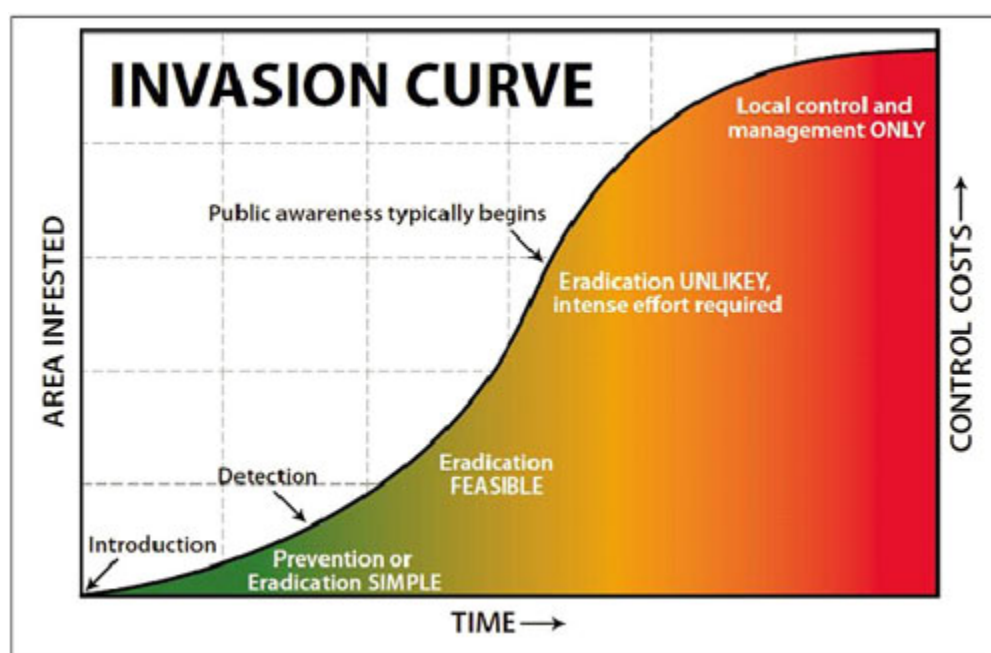 INVASION CURVE
Local control and
management ONLY
Public awareness typically begins
Eradication UNLIKEY,
intense effort required
AREA INFESTED
CONTROL COSTS
Eradication
FEASIBLE
Detection
Introduction
Prevention or
Eradication SIMPLE
TIME